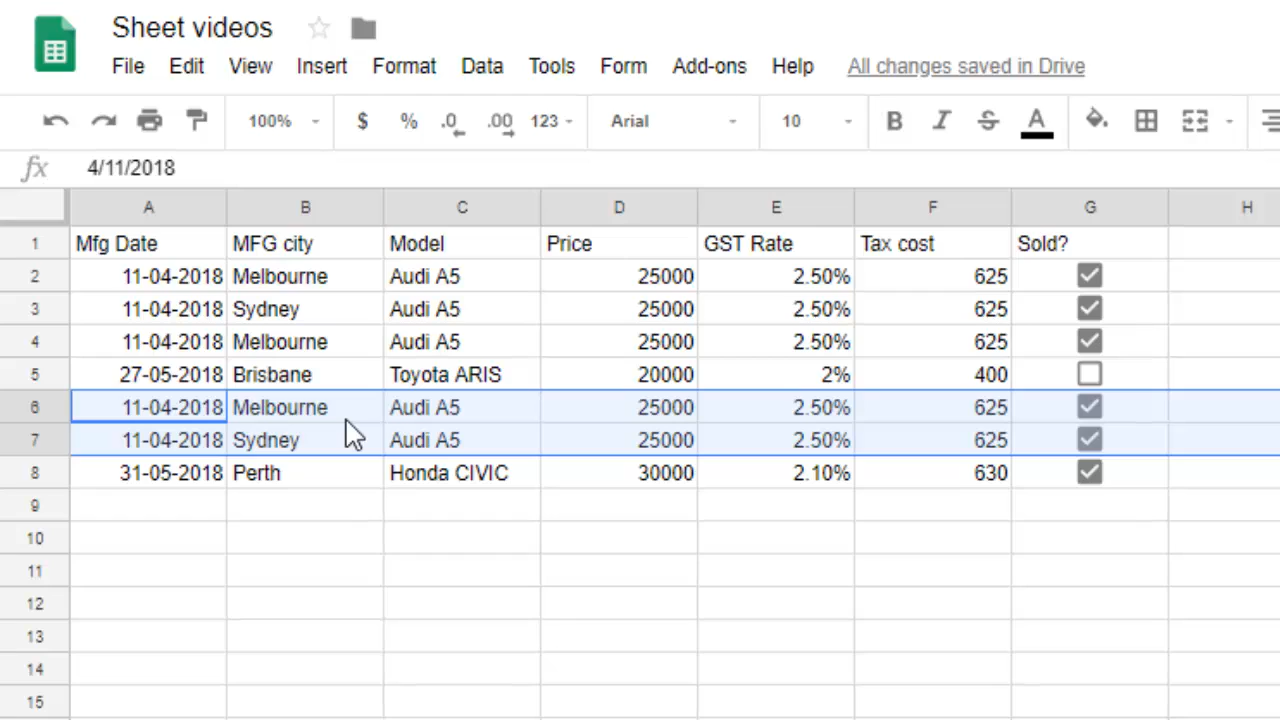 Sheet videos
File Edit View Insert Format Data Tools Form Add-ons Help All changes saved in Drive
100% $ % .0 .00 123 Arial 10 B I S A
fx 4/11/2018
A B C D E F G H
1 Mfg Date MFG city Model Price GST Rate Tax cost Sold?
2 11-04-2018 Melbourne Audi A5 25000 2.50% 625
3 11-04-2018 Sydney Audi A5 25000 2.50% 625
4 11-04-2018 Melbourne Audi A5 25000 2.50% 625
5 27-05-2018 Brisbane Toyota ARIS 20000 2% 400
6 11-04-2018 Melbourne Audi A5 25000 2.50% 625
7 11-04-2018 Sydney Audi A5 25000 2.50% 625
8 31-05-2018 Perth Honda CIVIC 30000 2.10% 630
9
10
11
12
13
14
15